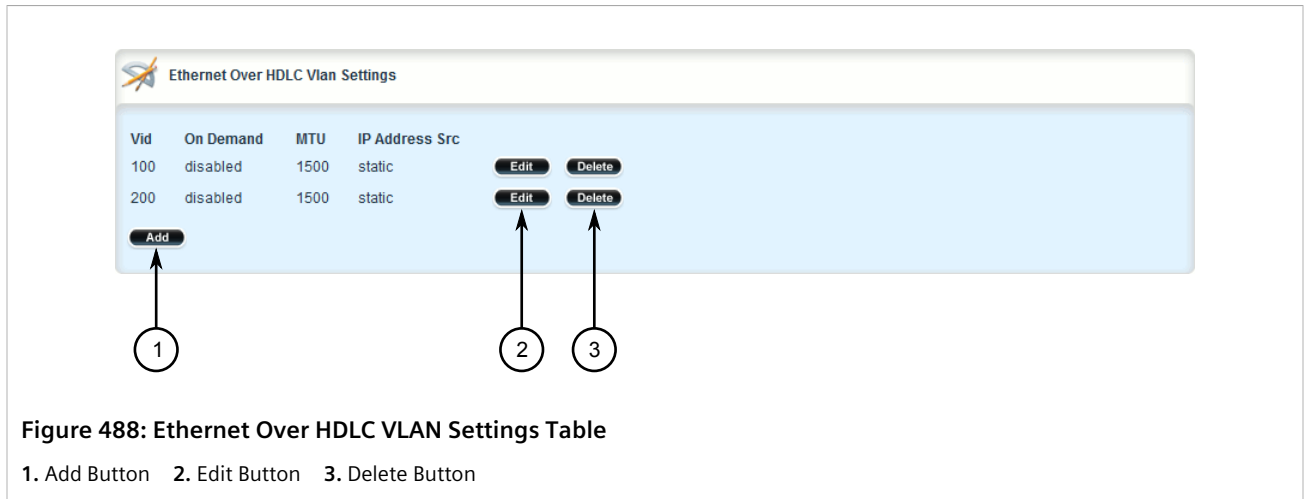 Ethernet Over HDLC Vlan Settings
Vid On Demand MTU IP Address Src
100 disabled 1500 static Edit Delete
200 disabled 1500 static Edit Delete
Add
1 2 3
Figure 488: Ethernet Over HDLC VLAN Settings Table
1. Add Button 2. Edit Button 3. Delete Button